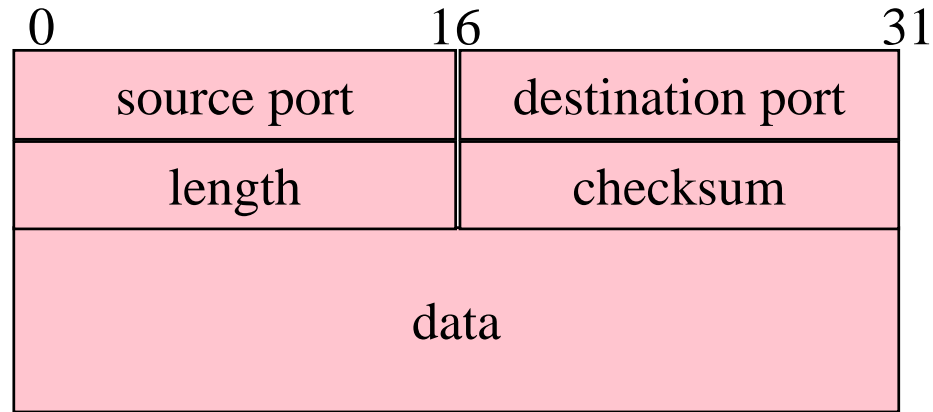 0 16 31
source port destination port
length checksum
data